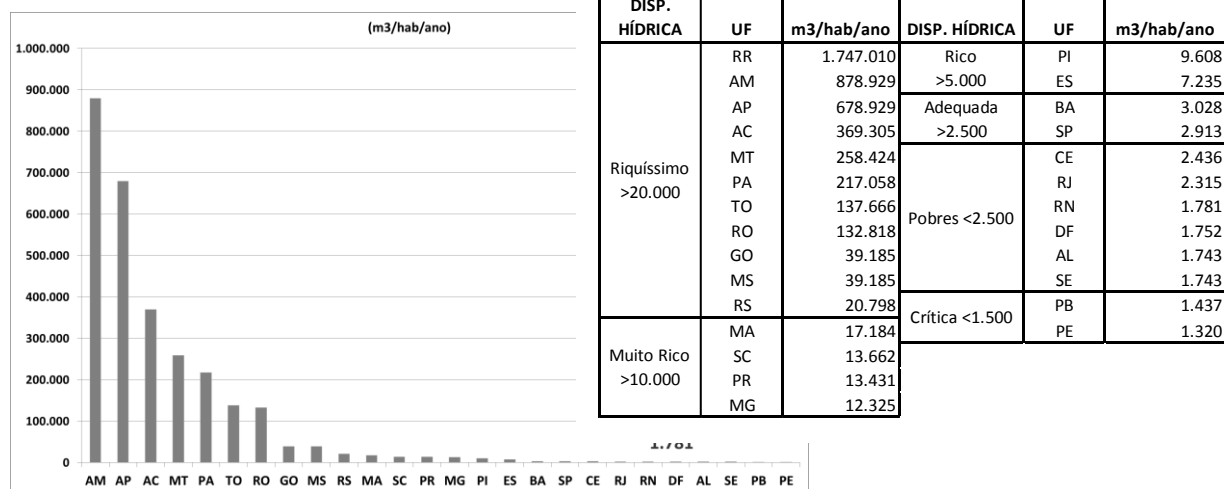 (m3/hab/ano)
1.000.000
900.000
800.000
700.000
600.000
500.000
400.000
300.000
200.000
100.000
0
AM AP AC MT PA TO RO GO MS RS MA SC PR MG PI ES BA SP CE RJ RN DF AL SE PB PE
1.781
DISP. HÍDRICA UF m3/hab/ano DISP. HÍDRICA UF m3/hab/ano
RR 1.747.010 Rico PI 9.608
AM 878.929 >5.000 ES 7.235
AP 678.929 Adequada BA 3.028
AC 369.305 >2.500 SP 2.913
MT 258.424 CE 2.436
Riquíssimo PA 217.058 RJ 2.315
>20.000 TO 137.666 RN 1.781
RO 132.818 Pobres <2.500 DF 1.752
GO 39.185 AL 1.743
MS 39.185 SE 1.743
RS 20.798 Crítica <1.500 PB 1.437
MA 17.184 PE 1.320
Muito Rico SC 13.662
>10.000 PR 13.431
MG 12.325